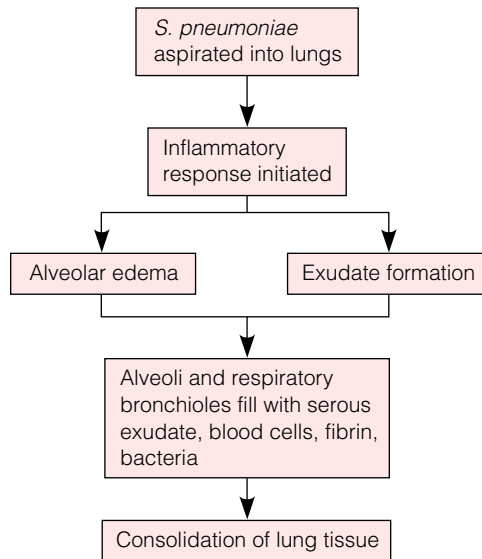 S. pneumoniae
aspirated into lungs
Inflammatory
response initiated
Alveolar edema
Exudate formation
Alveoli and respiratory
bronchioles fill with serous
exudate, blood cells, fibrin,
bacteria
Consolidation of lung tissue